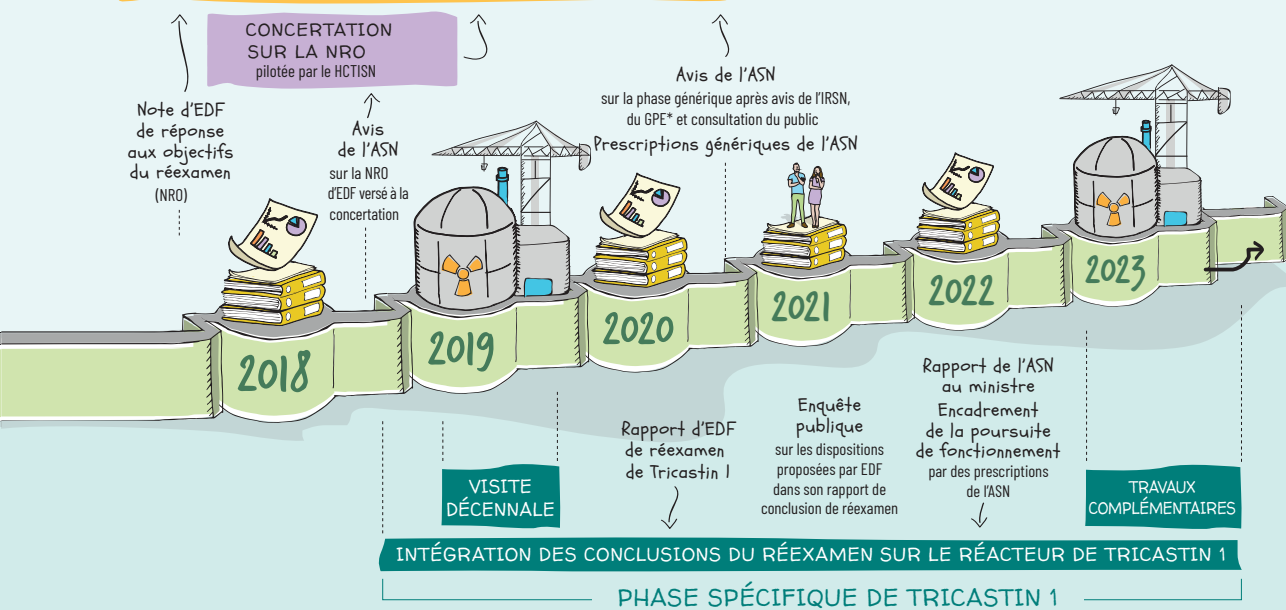 CONCERTATION
SUR LA NRO
pilotée par le HCTISN
Note d'EDF
de réponse
aux objectifs
du réexamen
(NRO)
Avis
de l'ASN
sur la NRO
d'EDF versé à la
concertation
Avis de l'ASN
sur la phase générique après avis de l'IRSN,
du GPE* et consultation du public
Prescriptions génériques de l'ASN
2018
2019
2020
2021
2022
2023
VISITE
DÉCENNALE
Rapport d'EDF
de réexamen
de Tricastin 1
Enquête
publique
sur les dispositions
proposées par EDF
dans son rapport de
conclusion de réexamen
Rapport de l'ASN
au ministre
Encadrement
de la poursuite
de fonctionnement
par des prescriptions
de l'ASN
TRAVAUX
COMPLÉMENTAIRES
INTÉGRATION DES CONCLUSIONS DU RÉEXAMEN SUR LE RÉACTEUR DE TRICASTIN 1
PHASE SPÉCIFIQUE DE TRICASTIN 1